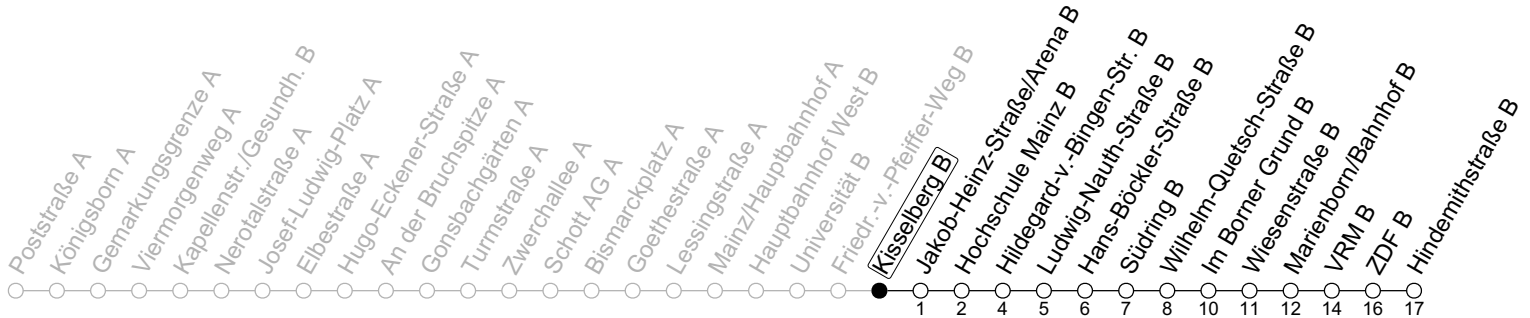 Poststraße A
Königsborn A
Gemarkungsgrenze A
Viermorgenweg A
Kapellenstr./Gesundh. B
Nerotalstraße A
Josef-Ludwig-Platz A
Elbestraße A
Hugo-Eckener-Straße A
An der Bruchspitze A
Gonsbachgärten A
Turmstraße A
Zwerchallee A
Schott AG A
Bismarckplatz A
Goethestraße A
Lessingstraße A
Mainz/Hauptbahnhof A
Hauptbahnhof West B
Universität B
Friedr.-v.-Pfeiffer-Weg B
Kisselberg B
Jakob-Heinz-Straße/Arena B
Hochschule Mainz B
Hildegard-v.-Bingen-Str. B
Ludwig-Nauth-Straße B
Hans-Böckler-Straße B
Südring B
Wilhelm-Quetsch-Straße B
Im Borner Grund B
Wiesenstraße B
Marienborn/Bahnhof B
VRM B
ZDF B
Hindemithstraße B
1 2 4 5 6 7 8 10 11 12 14 16 17